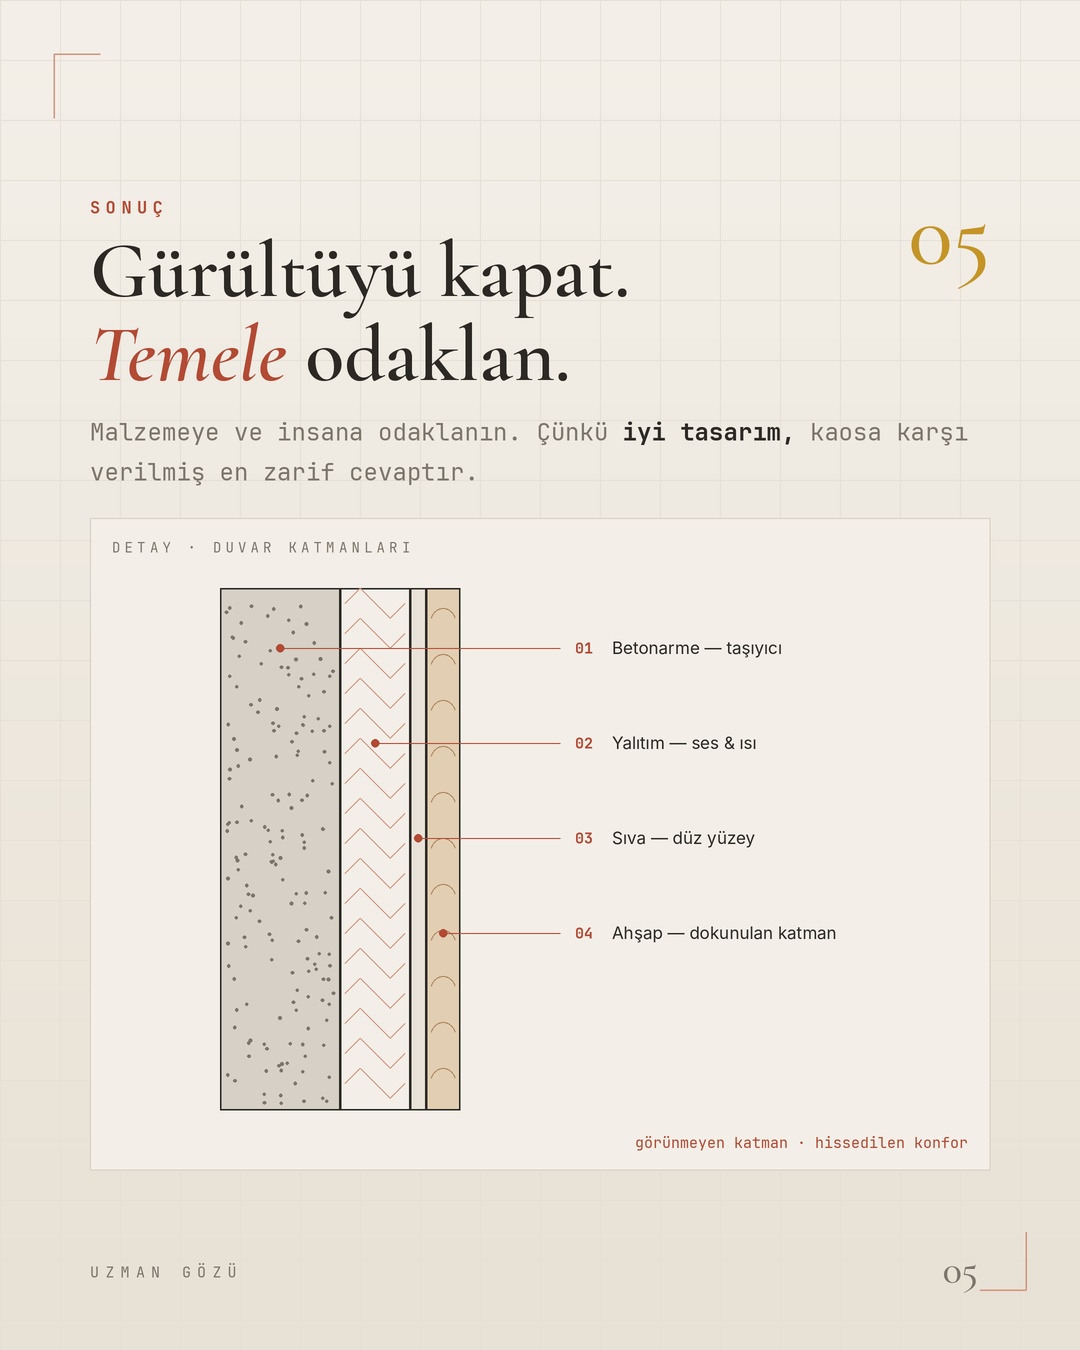 SONUÇ
05
Gürültüyü kapat.
Temele odaklan.
Malzemeye ve insana odaklanın. Çünkü iyi tasarım, kaosa karşı
verilmiş en zarif cevaptır.
DETAY · DUVAR KATMANLARI
01 Betonarme — taşıyıcı
02 Yalıtım — ses & ısı
03 Sıva — düz yüzey
04 Ahşap — dokunulan katman
görünmeyen katman · hissedilen konfor
UZMAN GÖZÜ
05